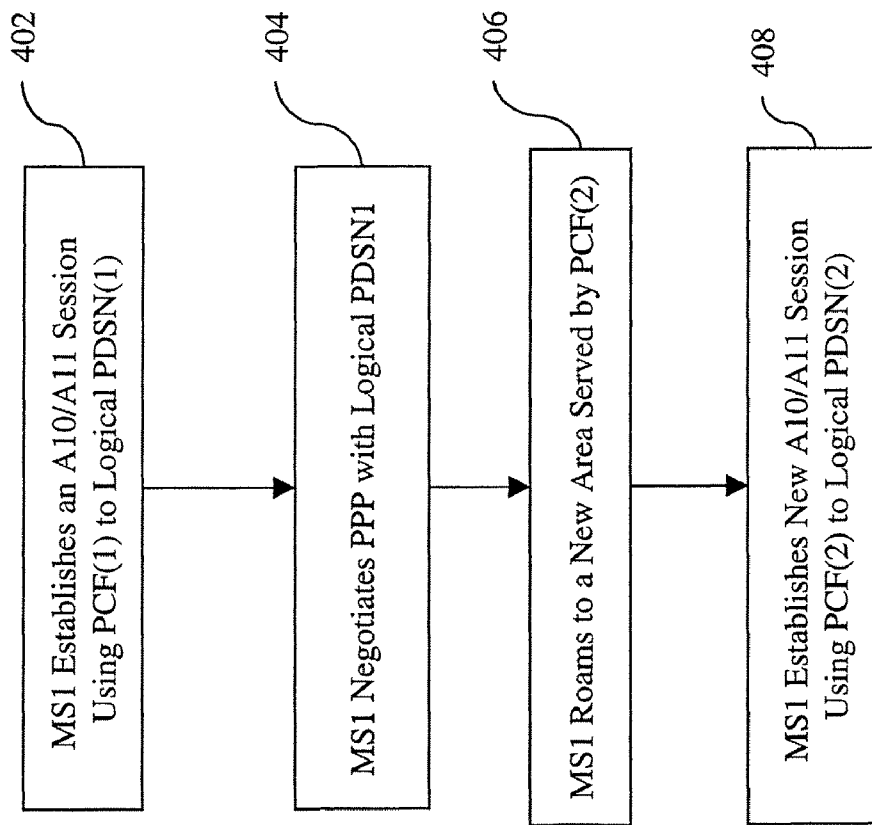 402
MS1 Establishes an A10/A11 Session
Using PCF(1) to Logical PDSN(1)
404
MS1 Negotiates PPP with Logical PDSN1
406
MS1 Roams to a New Area Served by PCF(2)
408
MS1 Establishes New A10/A11 Session
Using PCF(2) to Logical PDSN(2)